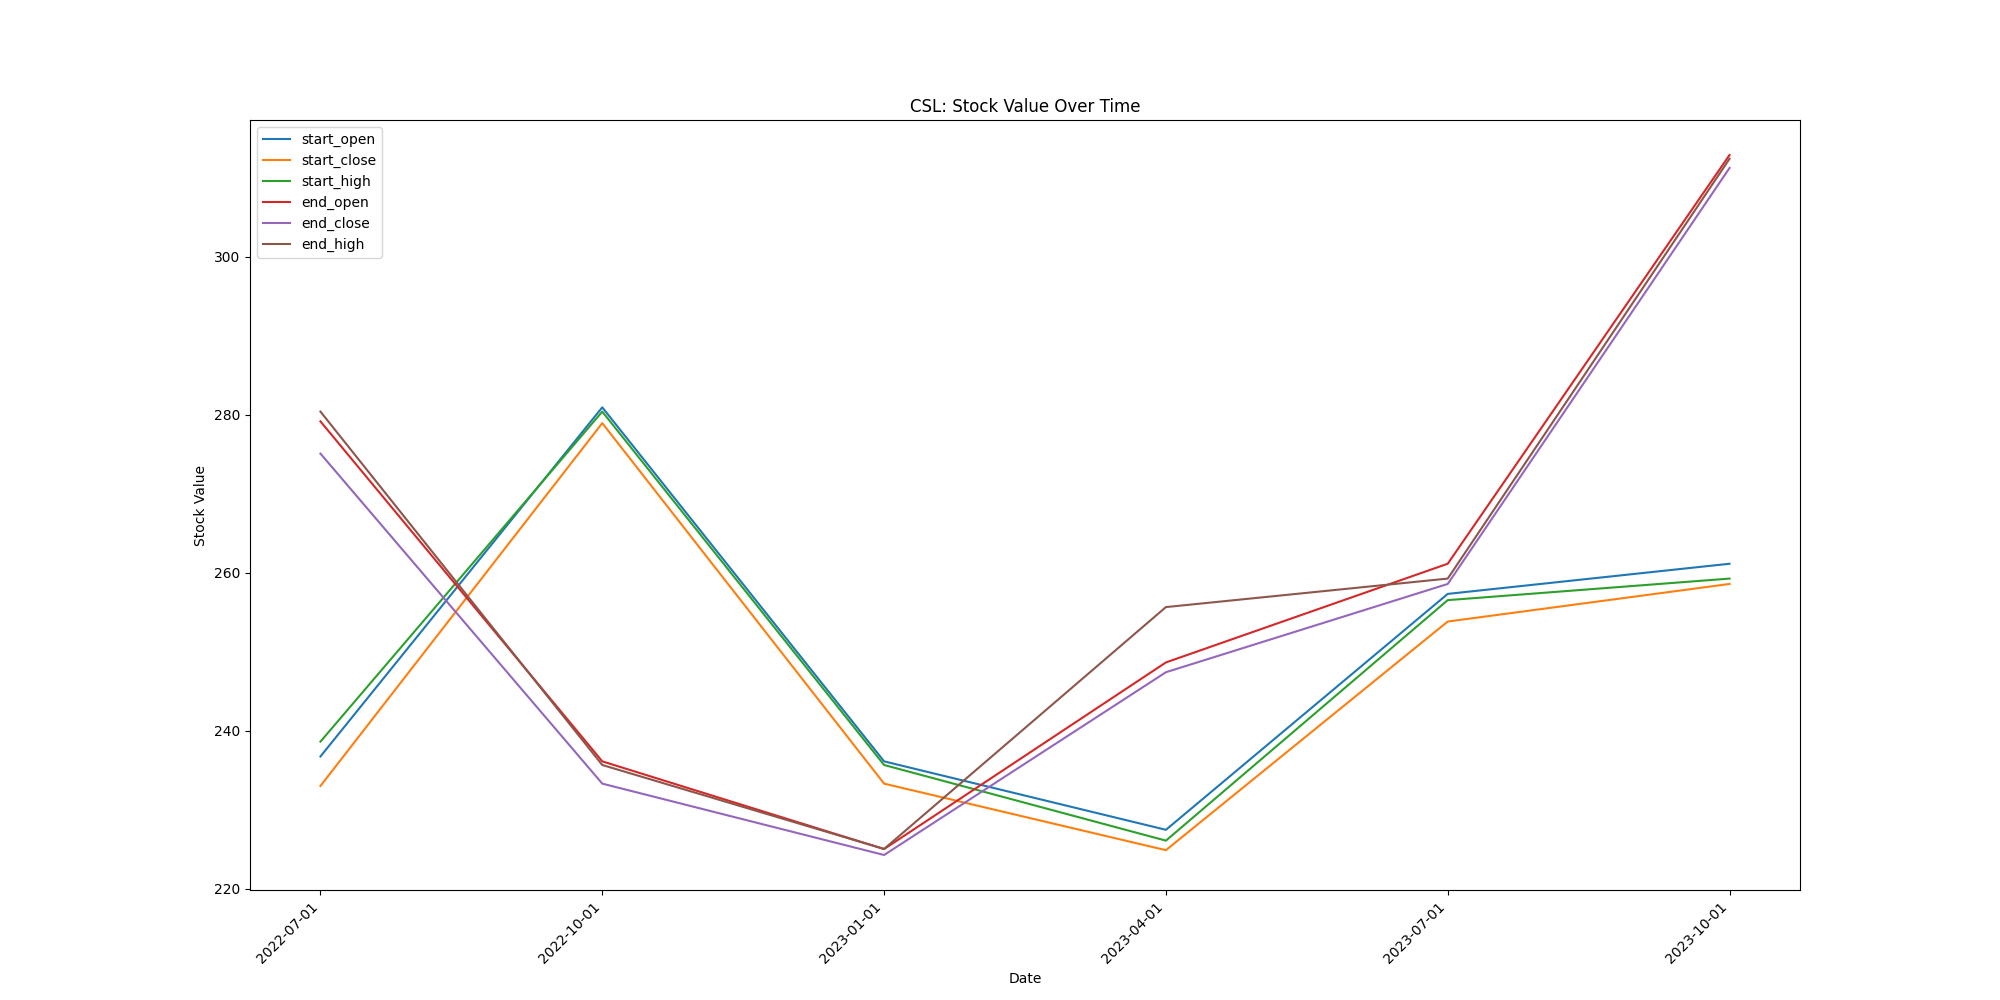 CSL: Stock Value Over Time
start_open
start_close
start_high
end_open
end_close
end_high
Stock Value
300
280
260
240
220
2022-07-01
2022-10-01
2023-01-01
2023-04-01
2023-07-01
2023-10-01
Date